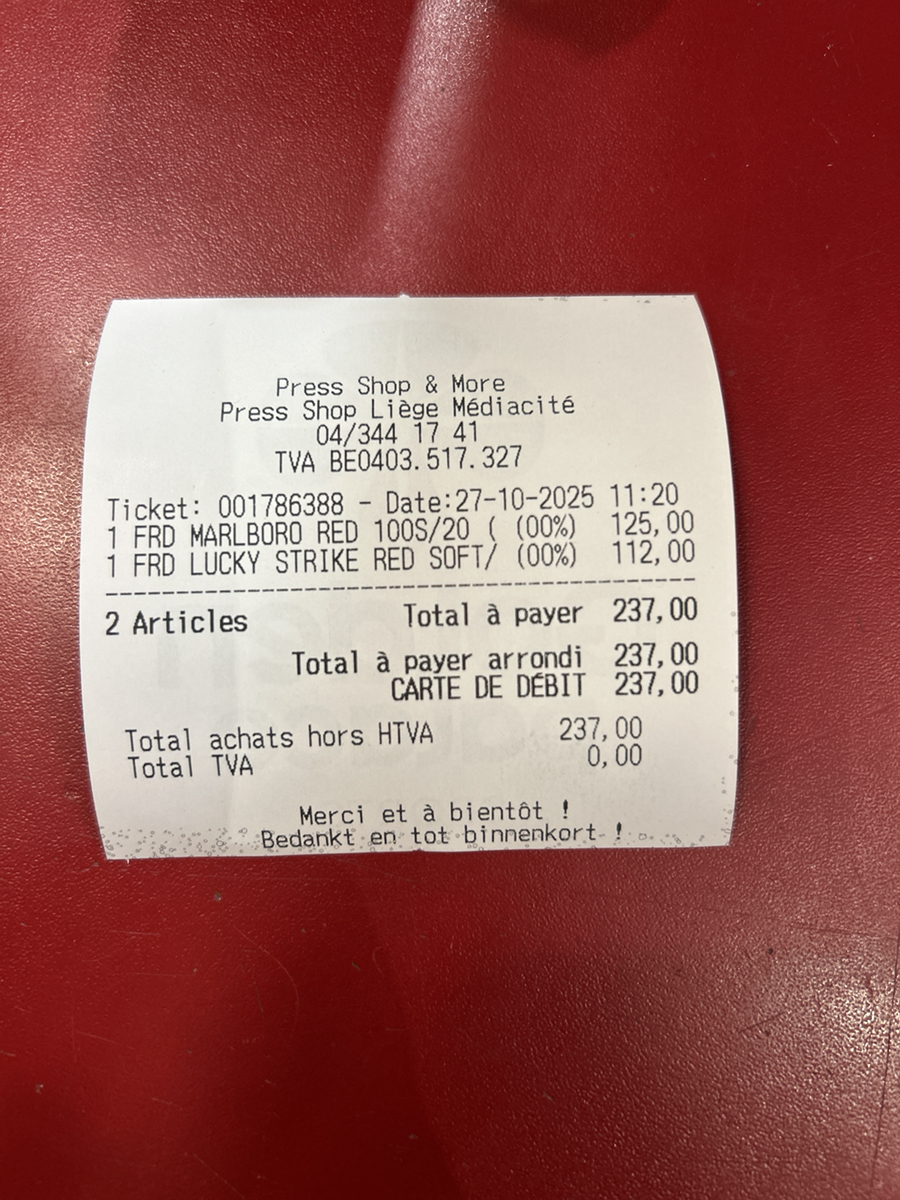 Press Shop & More
Press Shop Liège Médiacité
04/344 17 41
TVA BE0403.517.327
Ticket: 001786388 - Date:27-10-2025 11:20
1 FRD MARLBORO RED 100S/20 ( (00%) 125,00
1 FRD LUCKY STRIKE RED SOFT/ (00%) 112,00
2 Articles Total à payer 237,00
Total à payer arrondi 237,00
CARTE DE DÉBIT 237,00
Total achats hors HTVA 237,00
Total TVA 0,00
Merci et à bientôt !
Bedankt en tot binnenkort !